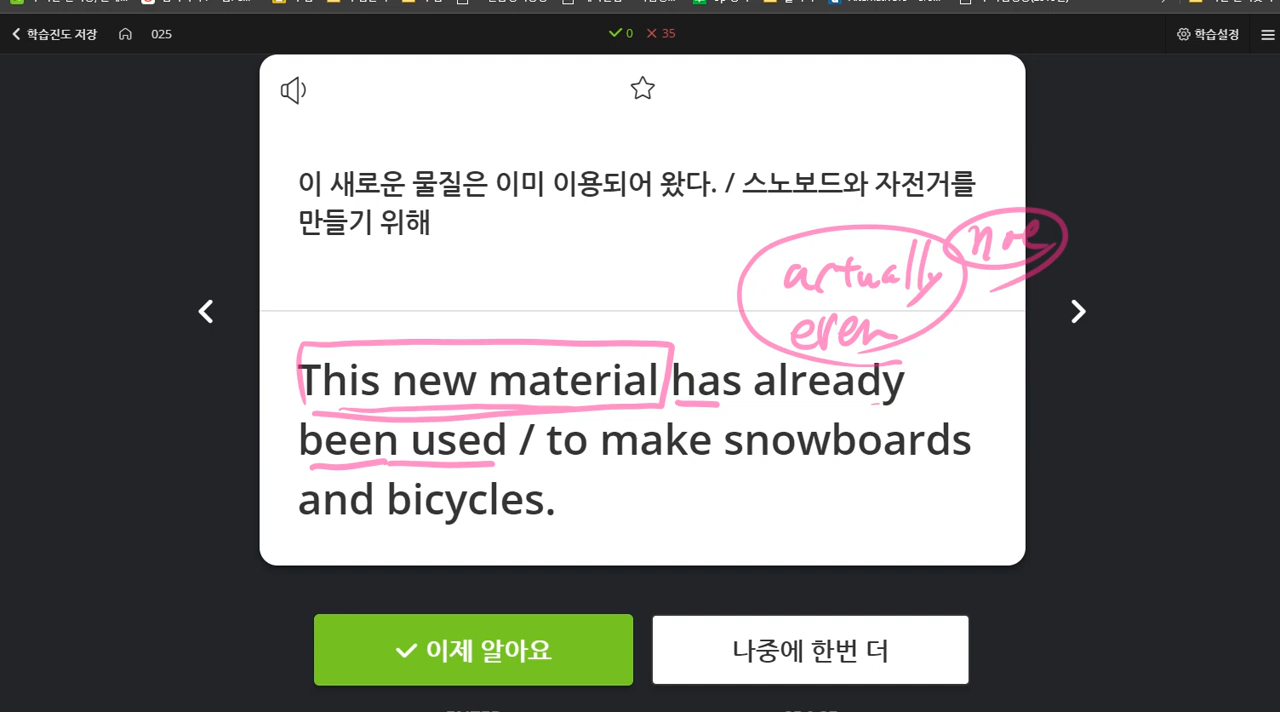 학습진도 저장
025
0
35
학습설정
이 새로운 물질은 이미 이용되어 왔다. / 스노보드와 자전거를
만들기 위해
not
actually
even
This new material has already
been used / to make snowboards
and bicycles.
이제 알아요
나중에 한번 더